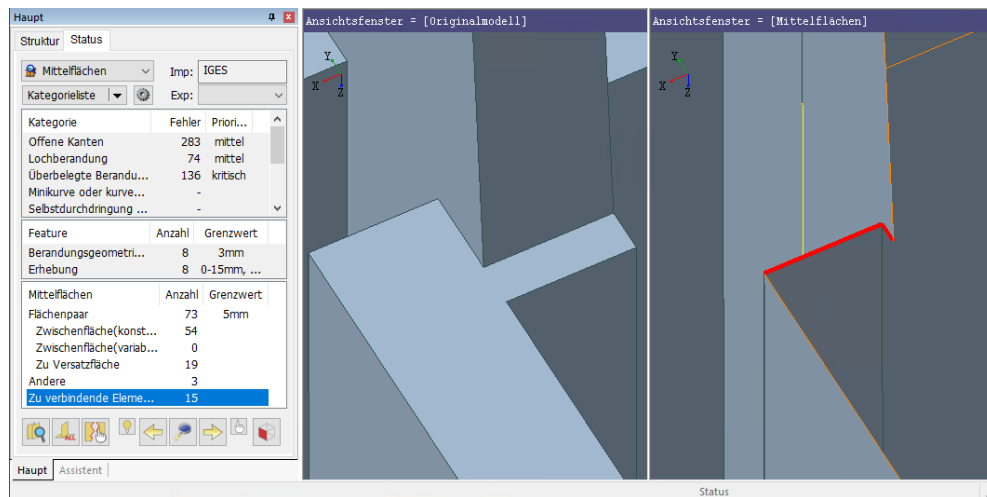 Haupt
Ansichtsfenster = [Originalmodell]
Ansichtsfenster = [Mittelflächen]
Struktur Status
Mittelflächen Imp: IGES
Kategorieliste Exp:
Kategorie Fehler Priori...
Offene Kanten 283 mittel
Lochberandung 74 mittel
Überbelegte Berandu... 136 kritisch
Minikurve oder kurve... -
Selbstdurchdringung ... -
Feature Anzahl Grenzwert
Berandungsgeometri... 8 3mm
Erhebung 8 0-15mm, ...
Mittelflächen Anzahl Grenzwert
Flächenpaar 73 5mm
Zwischenfläche(konst... 54
Zwischenfläche(variab... 0
Zu Versatzfläche 19
Andere 3
Zu verbindende Eleme... 15
ALL
Haupt Assistent
Status
Y
X
Z
Y
X
Z